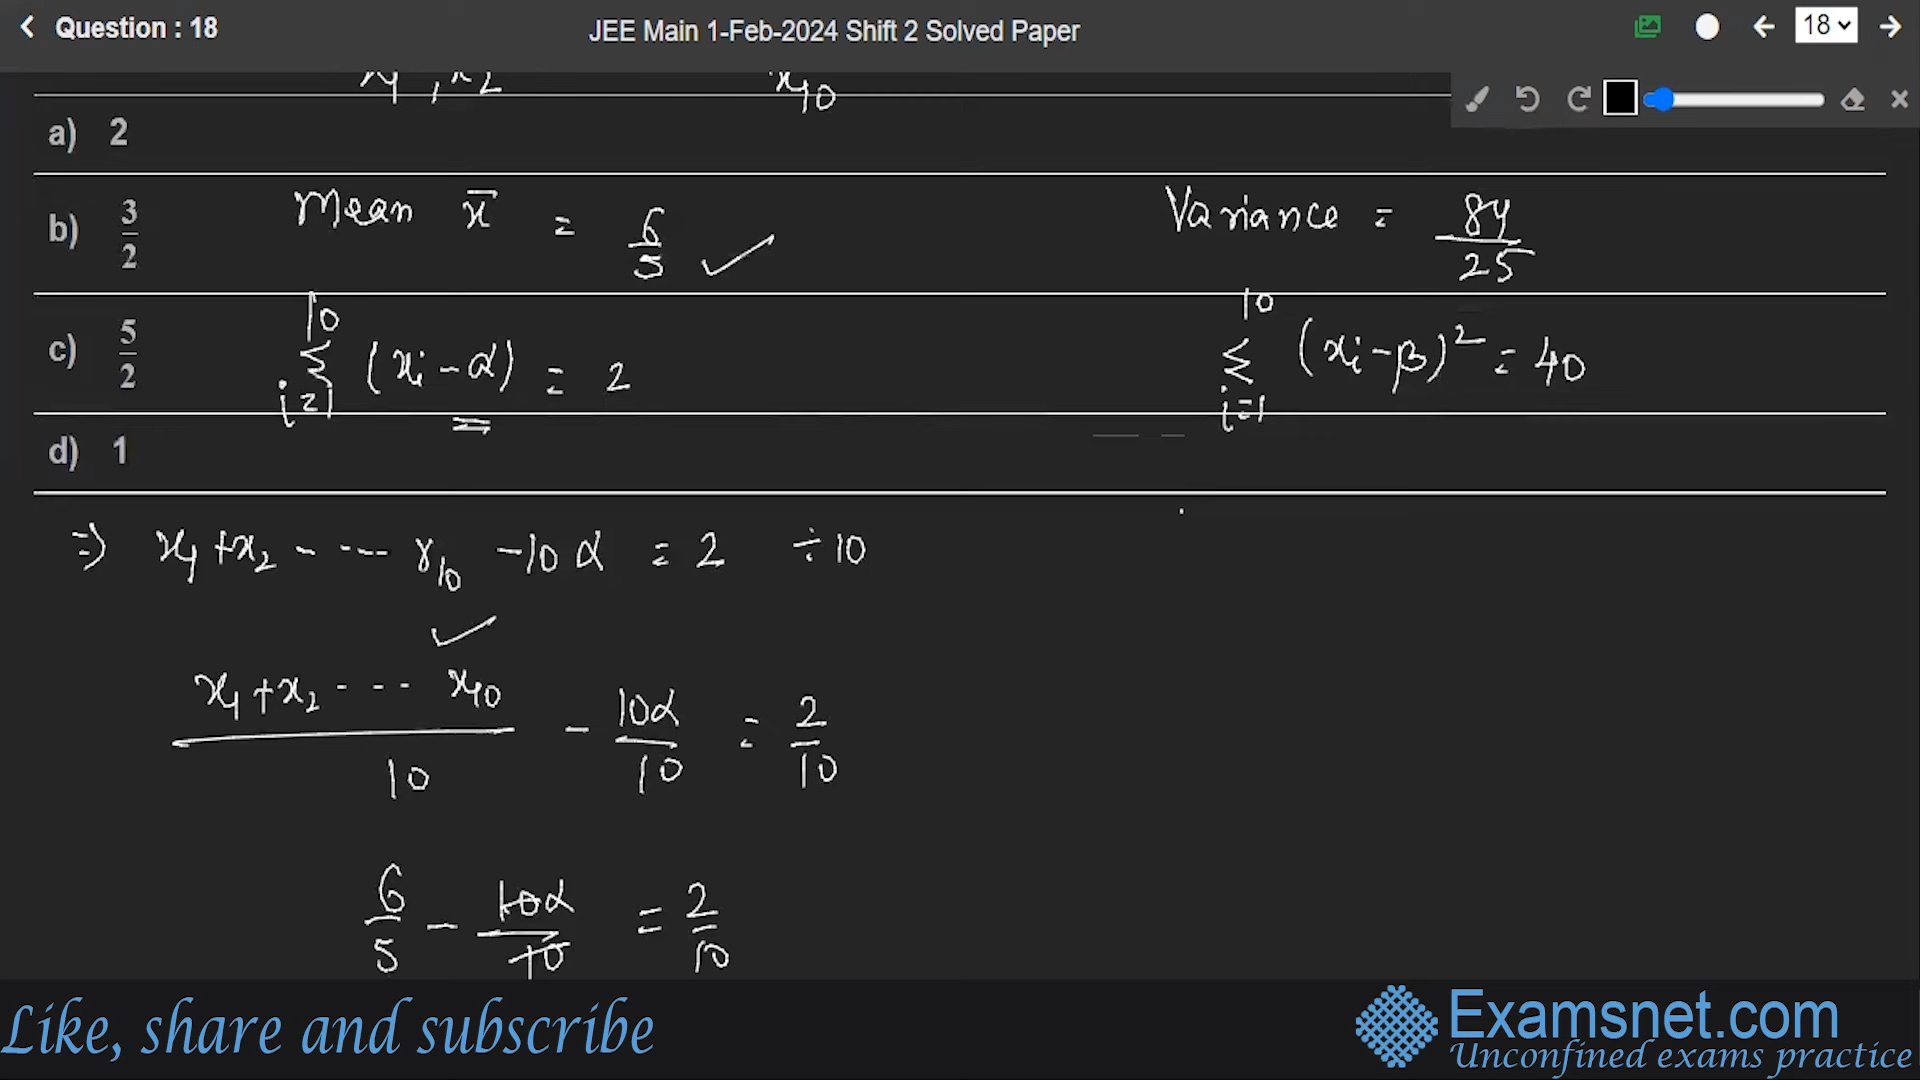 Question : 18
JEE Main 1-Feb-2024 Shift 2 Solved Paper
18
x₁ , x₂ x₁₀
a) 2
b) 3/2
Mean x̄ = 6/5 ✓
Variance = 84/25
c) 5/2
10 Σ i=1 (xi - α) = 2
10 Σ i=1 (xi - β)² = 40
d) 1
=> x₁ + x₂ - ---- x₁₀ - 10 α = 2 ÷ 10
✓
x₁ + x₂ - - - - x₁₀ / 10 - 10α / 10 = 2 / 10
6/5 - 10α / 10 = 2 / 10
Like, share and subscribe
Examsnet.com
Unconfined exams practice